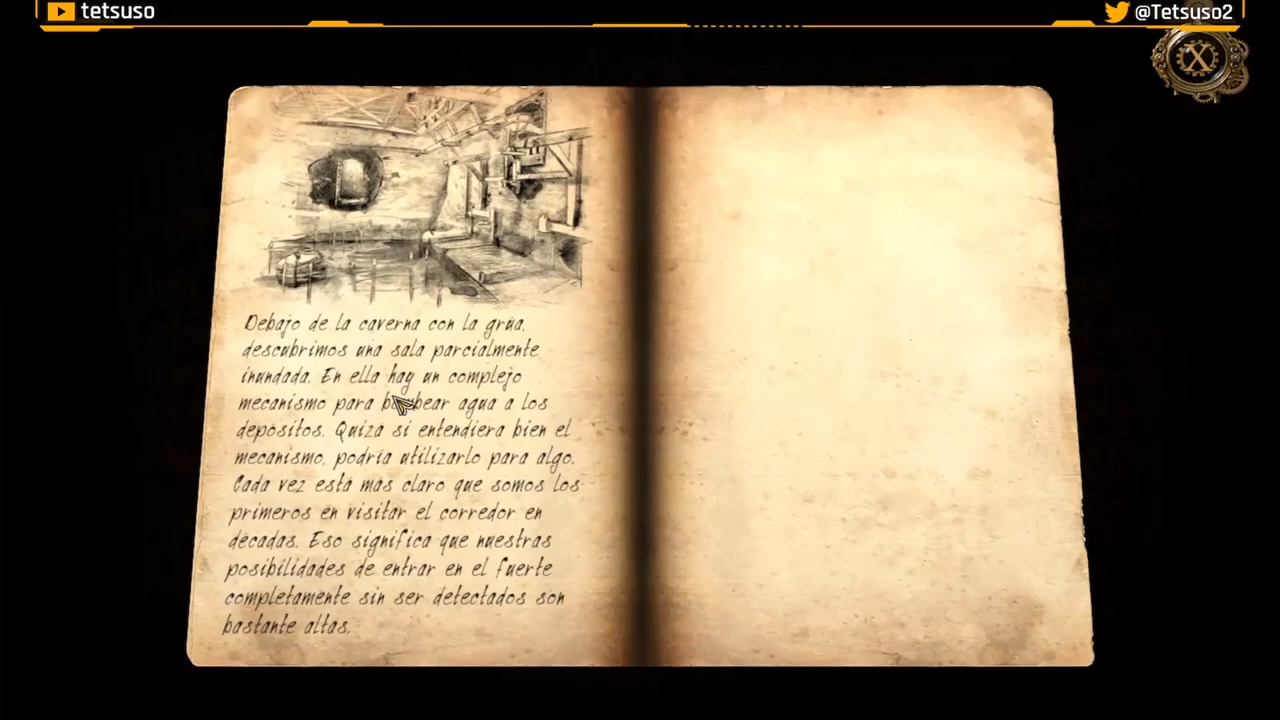 tetsuso
@Tetsuso2
X
Debajo de la caverna con la grúa,
descubrimos una sala parcialmente
inundada. En ella hay un complejo
mecanismo para bombear agua a los
depósitos. Quizá si entendiera bien el
mecanismo, podría utilizarlo para algo.
Cada vez está más claro que somos los
primeros en visitar el corredor en
décadas. Eso significa que nuestras
posibilidades de entrar en el fuerte
completamente sin ser detectados son
bastante altas.